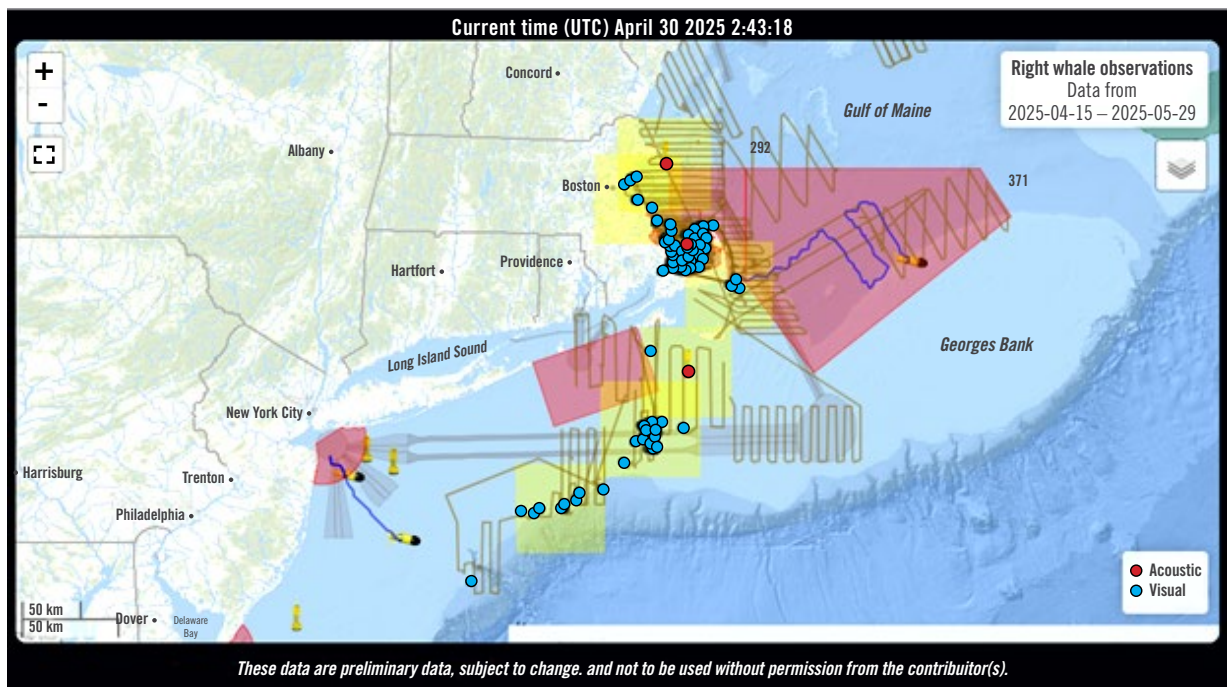 Current time (UTC) April 30 2025 2:43:18
+
-
Concord
Right whale observations
Data from
2025-04-15 – 2025-05-29
Gulf of Maine
Albany
292
Boston
371
Hartfort
Providence
Georges Bank
Long Island Sound
New York City
Harrisburg
Trenton
Philadelphia
Acoustic
Visual
50 km
50 km
Dover
Delaware
Bay
These data are preliminary data, subject to change. and not to be used without permission from the contribuitor(s).